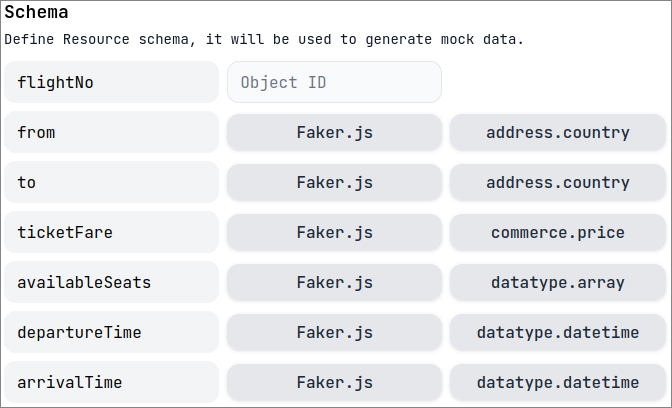 Schema
Define Resource schema, it will be used to generate mock data.
flightNo Object ID
from Faker.js address.country
to Faker.js address.country
ticketFare Faker.js commerce.price
availableSeats Faker.js datatype.array
departureTime Faker.js datatype.datetime
arrivalTime Faker.js datatype.datetime